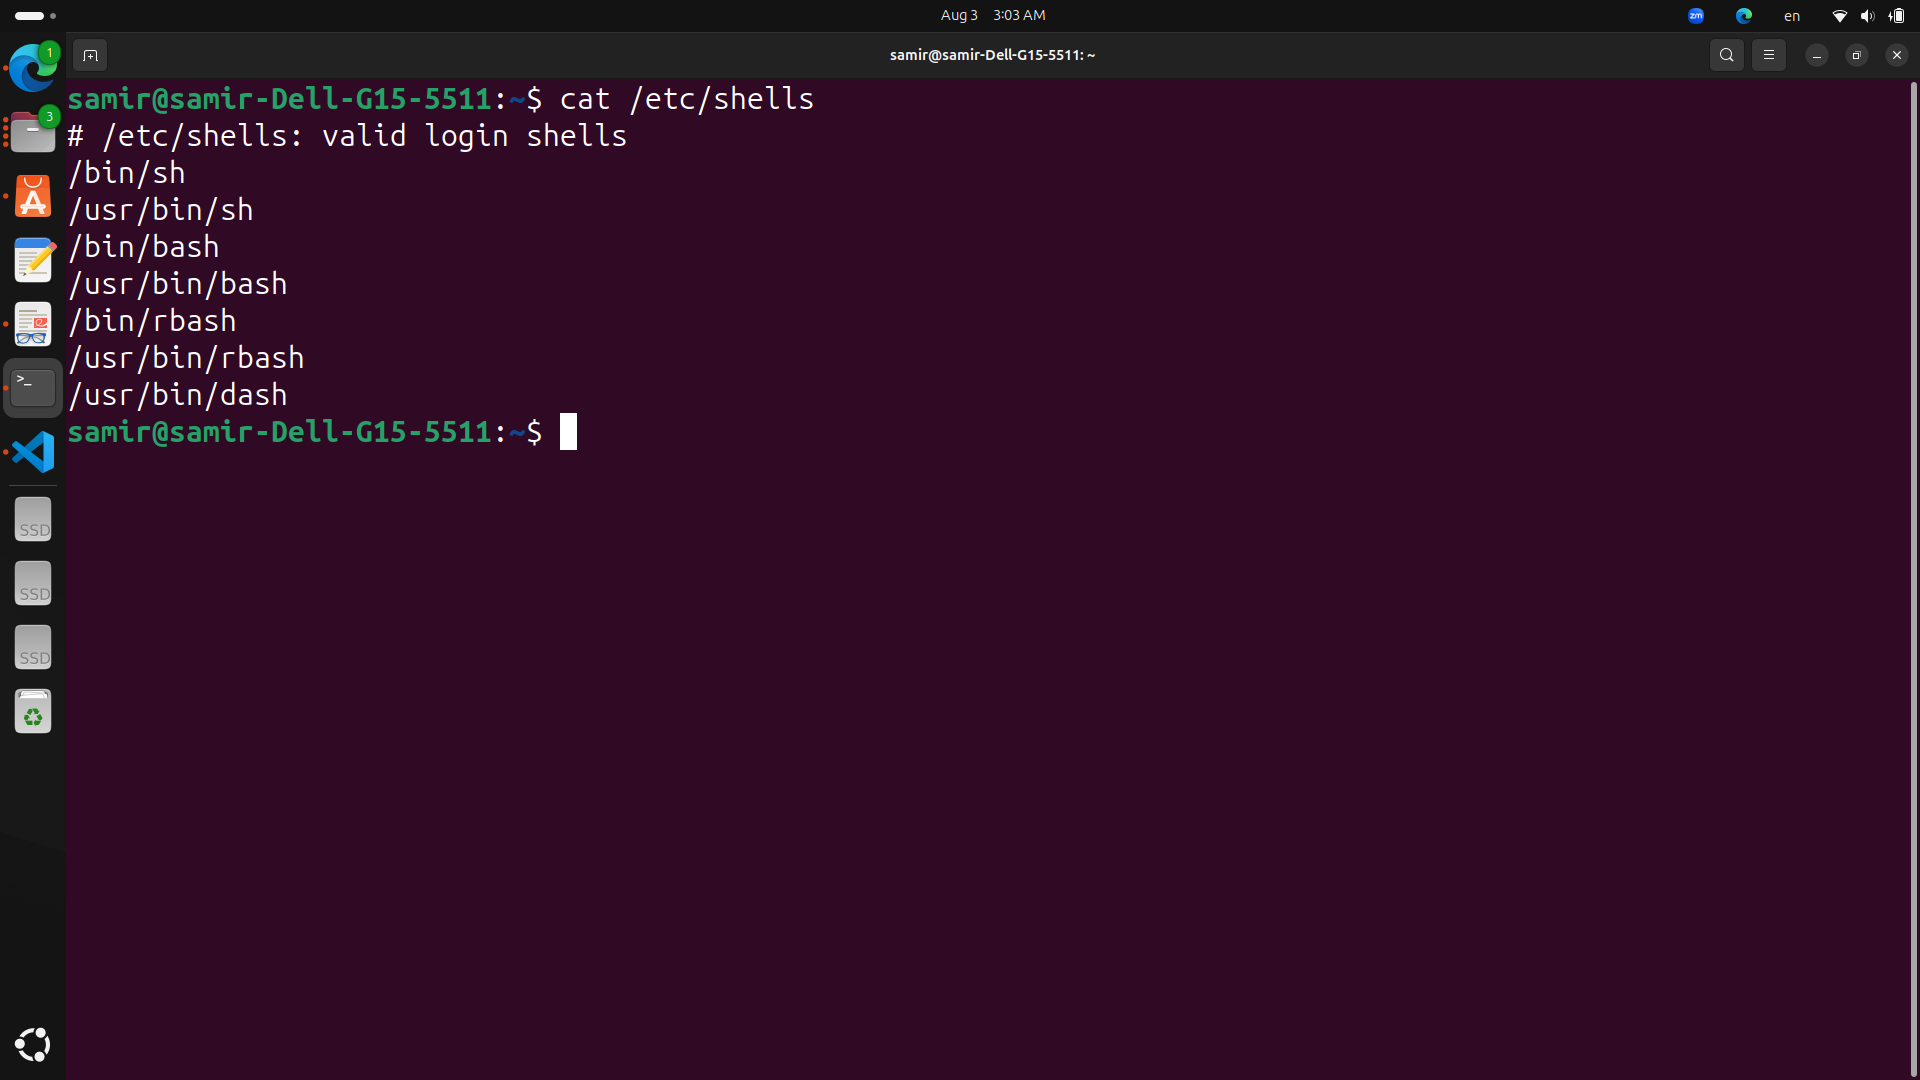 Aug 3 3:03 AM
zm
en
samir@samir-Dell-G15-5511: ~
1
3
samir@samir-Dell-G15-5511:~$ cat /etc/shells
# /etc/shells: valid login shells
/bin/sh
/usr/bin/sh
/bin/bash
/usr/bin/bash
/bin/rbash
/usr/bin/rbash
/usr/bin/dash
samir@samir-Dell-G15-5511:~$
>_
SSD
SSD
SSD